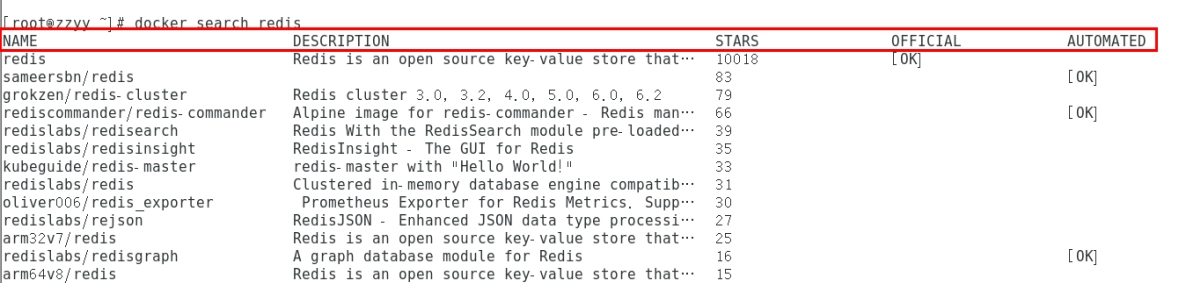 [root@zzyy ~]# docker search redis
NAME DESCRIPTION STARS OFFICIAL AUTOMATED
redis Redis is an open source key-value store that… 10018 [OK]
sameersbn/redis 83 [OK]
grokzen/redis-cluster Redis cluster 3.0, 3.2, 4.0, 5.0, 6.0, 6.2 79
rediscommander/redis-commander Alpine image for redis-commander - Redis man… 66 [OK]
redislabs/redisearch Redis With the RedisSearch module pre-loaded… 39
redislabs/redisinsight RedisInsight - The GUI for Redis 35
kubeguide/redis-master redis-master with "Hello World!" 33
redislabs/redis Clustered in-memory database engine compatib… 31
oliver006/redis_exporter Prometheus Exporter for Redis Metrics. Supp… 30
redislabs/rejson RedisJSON - Enhanced JSON data type processi… 27
arm32v7/redis Redis is an open source key-value store that… 25
redislabs/redisgraph A graph database module for Redis 16 [OK]
arm64v8/redis Redis is an open source key-value store that… 15